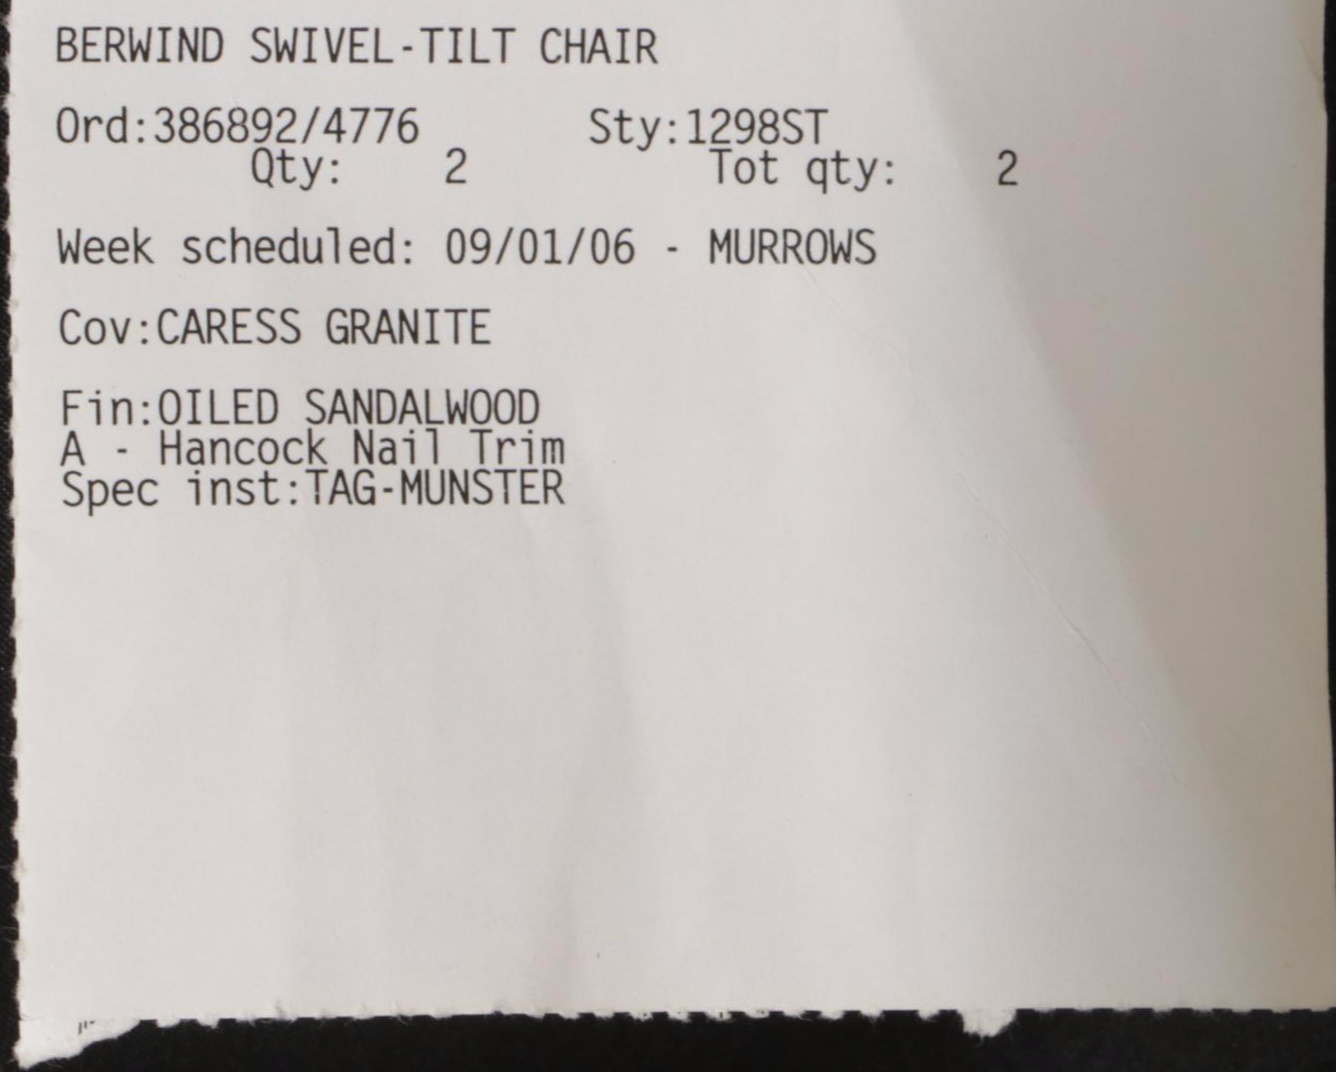 BERWIND SWIVEL-TILT CHAIR
Ord:386892/4776 Sty:1298ST
Qty: 2 Tot qty: 2
Week scheduled: 09/01/06 - MURROWS
Cov:CARESS GRANITE
Fin:OILED SANDALWOOD
A - Hancock Nail Trim
Spec inst:TAG-MUNSTER